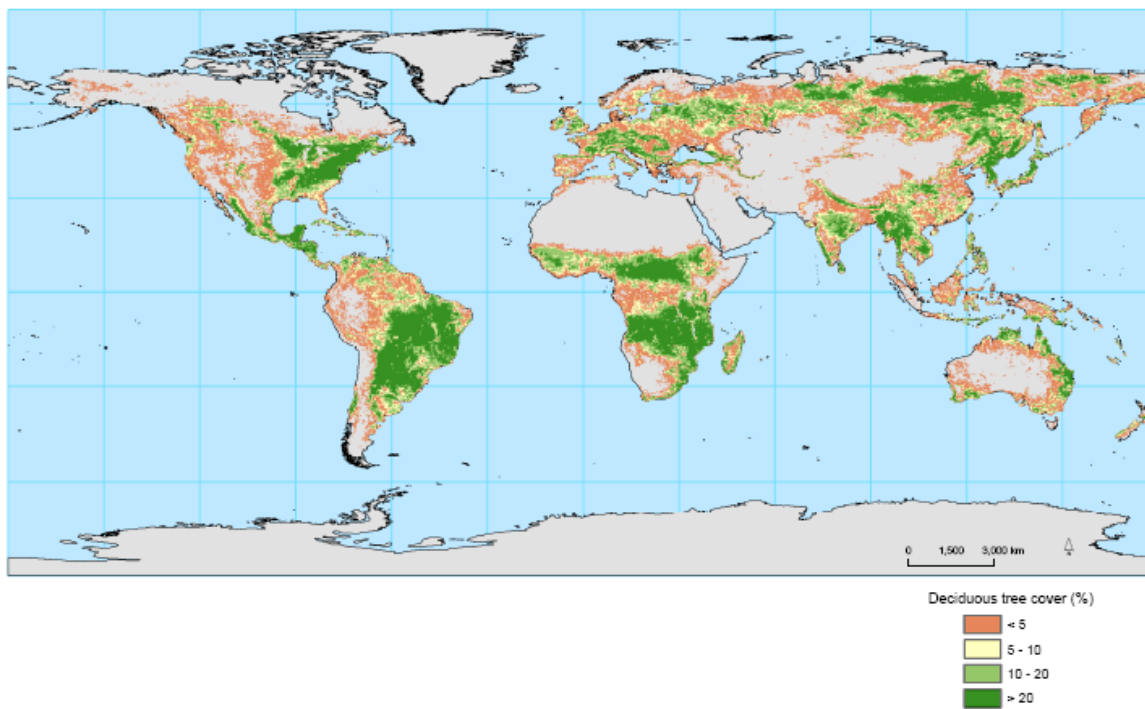 0 1,500 3,000 km
N
Deciduous tree cover (%)
< 5
5 - 10
10 - 20
> 20